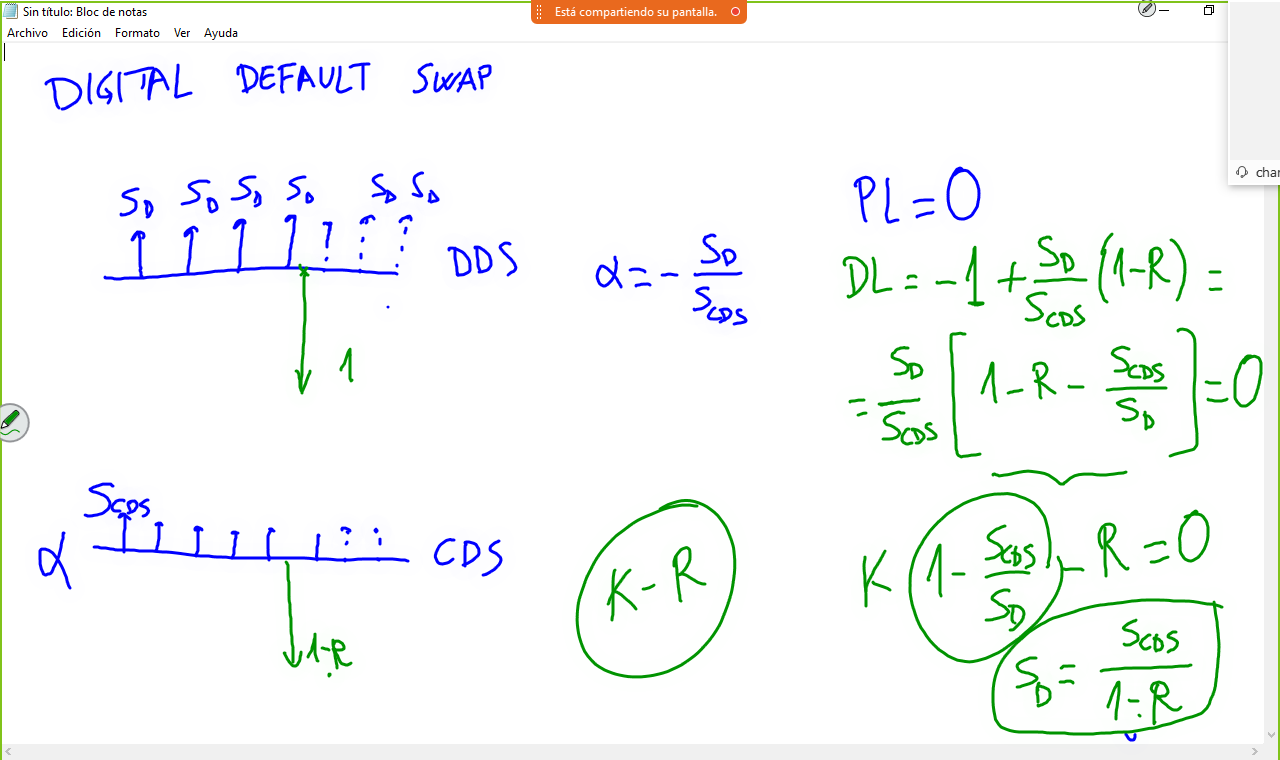 Sin título: Bloc de notas
Está compartiendo su pantalla.
Archivo Edición Formato Ver Ayuda
DIGITAL DEFAULT SWAP
S_D S_D S_D S_D S_D S_D
? : :
DDS
1
α = - S_D / S_CDS
PL = 0
DL = -1 + S_D / S_CDS (1-R) =
= S_D / S_CDS [ 1 - R - S_CDS / S_D ] = 0
K 1 - S_CDS / S_D - R = 0
S_D = S_CDS / 1-R
S_CDS
α
? :
CDS
1-R
K - R